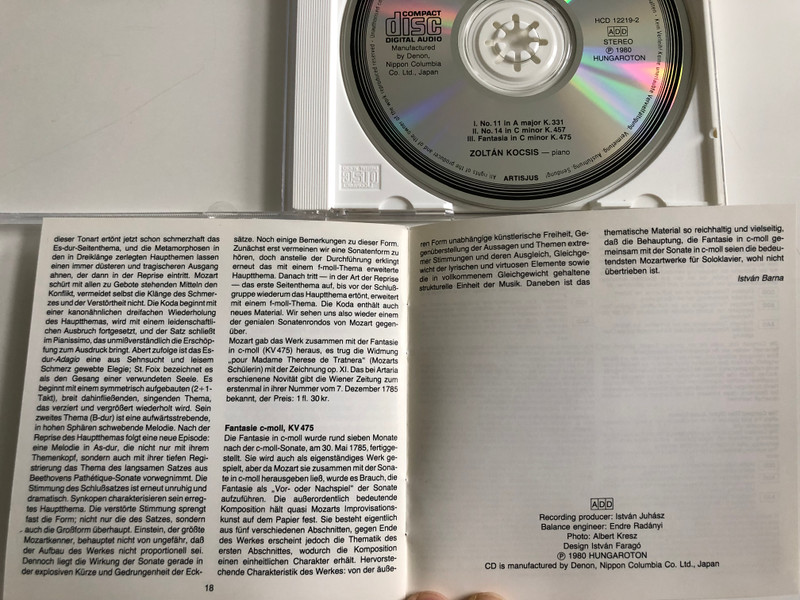 COMPACT
disc
DIGITAL AUDIO
Manufactured
by Denon,
Nippon Columbia
Co. Ltd., Japan
HCD 12219-2
ADD
STEREO
℗ 1980
HUNGAROTON
I. No. 11 in A major K. 331
II. No. 14 in C minor K. 457
III. Fantasia in C minor K. 475
ZOLTÁN KOCSIS — piano
ARTISJUS
dieser Tonart ertönt jetzt schon schmerzhaft das
Es-dur-Seitenthema, und die Metamorphosen in
den in Dreiklänge zerlegten Hauptthemen lassen
einen immer düsteren und tragischeren Ausgang
ahnen, der dann in der Reprise eintritt. Mozart
schürt mit allen zu Gebote stehenden Mitteln den
Konflikt, vermeidet selbst die Klänge des Schmer-
zes und der Verstörtheit nicht. Die Koda beginnt mit
einer kanonähnlichen dreifachen Wiederholung
des Hauptthemas, wird mit einem leidenschaftli-
chen Ausbruch fortgesetzt, und der Satz schließt
im Pianissimo, das unmißverständlich die Erschöp-
fung zum Ausdruck bringt. Abert zufolge ist das Es-
dur-Adagio eine aus Sehnsucht und leisem
Schmerz gewebte Elegie; St. Foix bezeichnet es
als den Gesang einer verwundeten Seele. Es
beginnt mit einem symmetrisch aufgebauten (2+1-
Takt), breit dahinfließenden, singenden Thema,
das verziert und vergrößert wiederholt wird. Sein
zweites Thema (B-dur) ist eine aufwärtsstrebende,
in hohen Sphären schwebende Melodie. Nach der
Reprise des Hauptthemas folgt eine neue Episode:
eine Melodie in As-dur, die nicht nur mit ihrem
Themenkopf, sondern auch mit ihrer tiefen Regi-
strierung das Thema des langsamen Satzes aus
Beethovens Pathétique-Sonate vorwegnimmt. Die
Stimmung des Schlußsatzes ist erneut unruhig und
dramatisch. Synkopen charakterisieren sein erreg-
tes Hauptthema. Die verstörte Stimmung sprengt
fast die Form; nicht nur die des Satzes, sondern
auch die Großform überhaupt. Einstein, der größte
Mozartkenner, behauptet nicht von ungefähr, daß
der Aufbau des Werkes nicht proportionell sei.
Dennoch liegt die Wirkung der Sonate gerade in
der explosiven Kürze und Gedrungenheit der Eck-
18
sätze. Noch einige Bemerkungen zu dieser Form.
Zunächst erst vermeinen wir eine Sonatenform zu
hören, doch anstelle der Durchführung erklingt
erneut das mit einem f-moll-Thema erweiterte
Hauptthema. Danach tritt — in der Art der Reprise
— das erste Seitenthema auf, bis vor der Schluß-
gruppe wiederum das Hauptthema ertönt, erweitert
mit einem f-moll-Thema. Die Koda enthält auch
neues Material. Wir sehen uns also wieder einem
der genialen Sonatenrondos von Mozart gegen-
über.
Mozart gab das Werk zusammen mit der Fantasie
in c-moll (KV 475) heraus, es trug die Widmung
„pour Madame Therese de Tratnera" (Mozarts
Schülerin) mit der Zeichnung op. XI. Das bei Artaria
erschienene Novität gibt die Wiener Zeitung zum
erstenmal in ihrer Nummer vom 7. Dezember 1785
bekannt, der Preis: 1 fl. 30 kr.
Fantasie c-moll, KV 475
Die Fantasie in c-moll wurde rund sieben Monate
nach der c-moll-Sonate, am 30. Mai 1785, fertigge-
stellt. Sie wird auch als eigenständiges Werk ge-
spielt, aber da Mozart sie zusammen mit der Sona-
te in c-moll herausgeben ließ, wurde es Brauch, die
Fantasie als „Vor- oder Nachspiel" der Sonate
aufzuführen. Die außerordentlich bedeutende
Komposition hält quasi Mozarts Improvisations-
kunst auf dem Papier fest. Sie besteht eigentlich
aus fünf verschiedenen Abschnitten, gegen Ende
des Werkes erscheint jedoch die Thematik des
ersten Abschnittes, wodurch die Komposition
einen einheitlichen Charakter erhält. Hervorste-
chende Charakteristik des Werkes: von der äuße-
ren Form unabhängige künstlerische Freiheit, Ge-
genüberstellung der Aussagen und Themen extre-
mer Stimmungen und deren Ausgleich, Gleichge-
wicht der lyrischen und virtuosen Elemente sowie
die in vollkommenem Gleichgewicht gehaltene
strukturelle Einheit der Musik. Daneben ist das
thematische Material so reichhaltig und vielseitig,
daß die Behauptung, die Fantasie in c-moll ge-
meinsam mit der Sonate in c-moll seien die bedeu-
tendsten Mozartwerke für Soloklavier, wohl nicht
übertrieben ist.
István Barna
ADD
Recording producer: István Juhász
Balance engineer: Endre Radányi
Photo: Albert Kresz
Design István Faragó
℗ 1980 HUNGAROTON
CD is manufactured by Denon, Nippon Columbia Co. Ltd., Japan